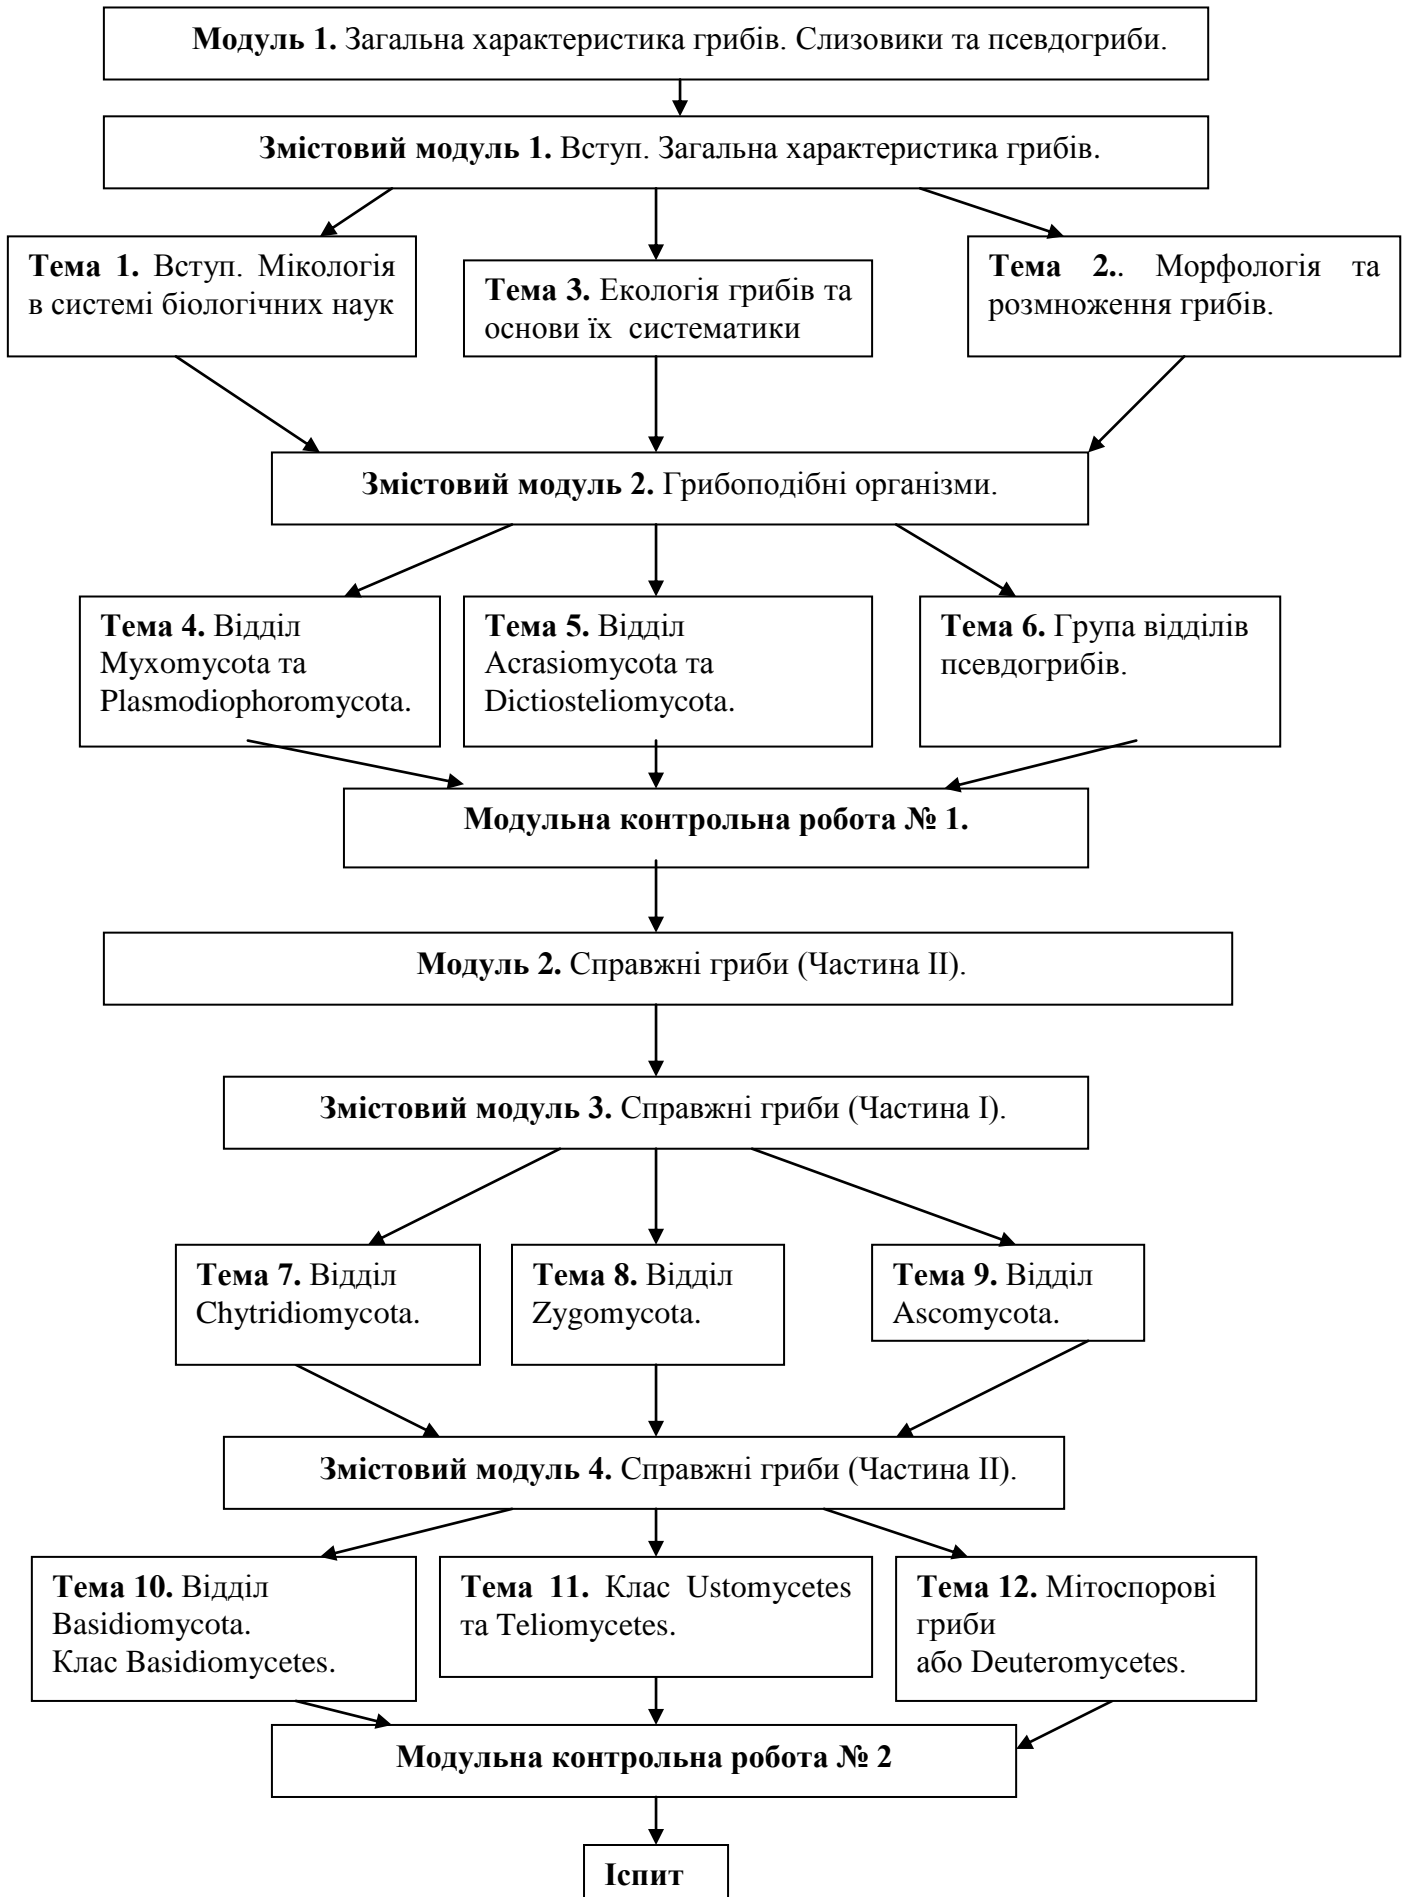 Модуль 1. Загальна характеристика грибів. Слизовики та псевдогриби.
Змістовий модуль 1. Вступ. Загальна характеристика грибів.
Тема 1. Вступ. Мікологія
в системі біологічних наук
Тема 3. Екологія грибів та
основи їх систематики
Тема 2.. Морфологія та
розмноження грибів.
Змістовий модуль 2. Грибоподібні організми.
Тема 4. Відділ
Myxomycota та
Plasmodiophoromycota.
Тема 5. Відділ
Acrasiomycota та
Dictiosteliomycota.
Тема 6. Група відділів
псевдогрибів.
Модульна контрольна робота № 1.
Модуль 2. Справжні гриби (Частина II).
Змістовий модуль 3. Справжні гриби (Частина I).
Тема 7. Відділ
Chytridiomycota.
Тема 8. Відділ
Zygomycota.
Тема 9. Відділ
Ascomycota.
Змістовий модуль 4. Справжні гриби (Частина II).
Тема 10. Відділ
Basidiomycota.
Клас Basidiomycetes.
Тема 11. Клас Ustomycetes
та Teliomycetes.
Тема 12. Мітоспорові
гриби
або Deuteromycetes.
Модульна контрольна робота № 2
Іспит